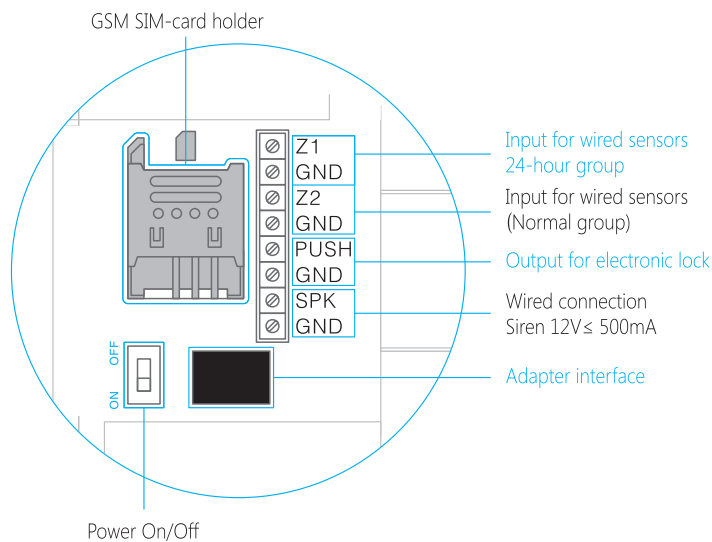 GSM SIM-card holder
Z1
GND
Z2
GND
PUSH
GND
SPK
GND
Input for wired sensors
24-hour group
Input for wired sensors
(Normal group)
Output for electronic lock
Wired connection
Siren 12V≤ 500mA
Adapter interface
OFF
ON
Power On/Off